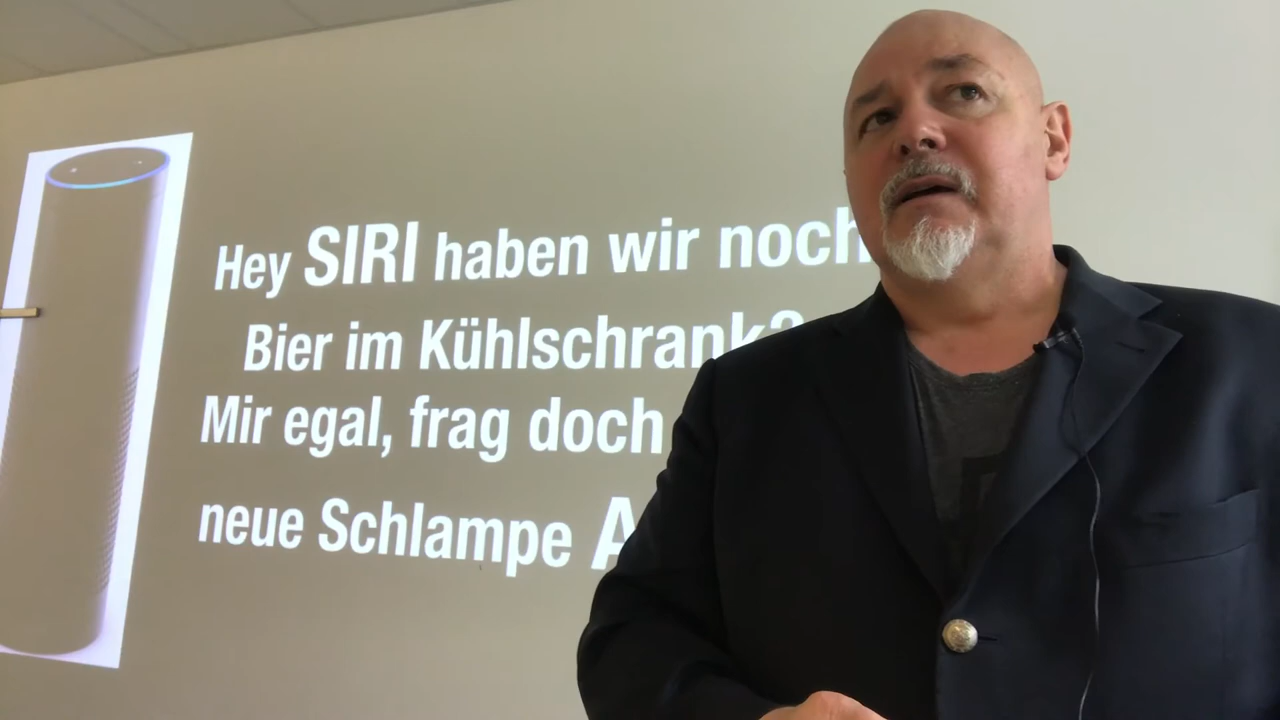 Hey SIRI haben wir noch
Bier im Kühlschrank?
Mir egal, frag doch
neue Schlampe